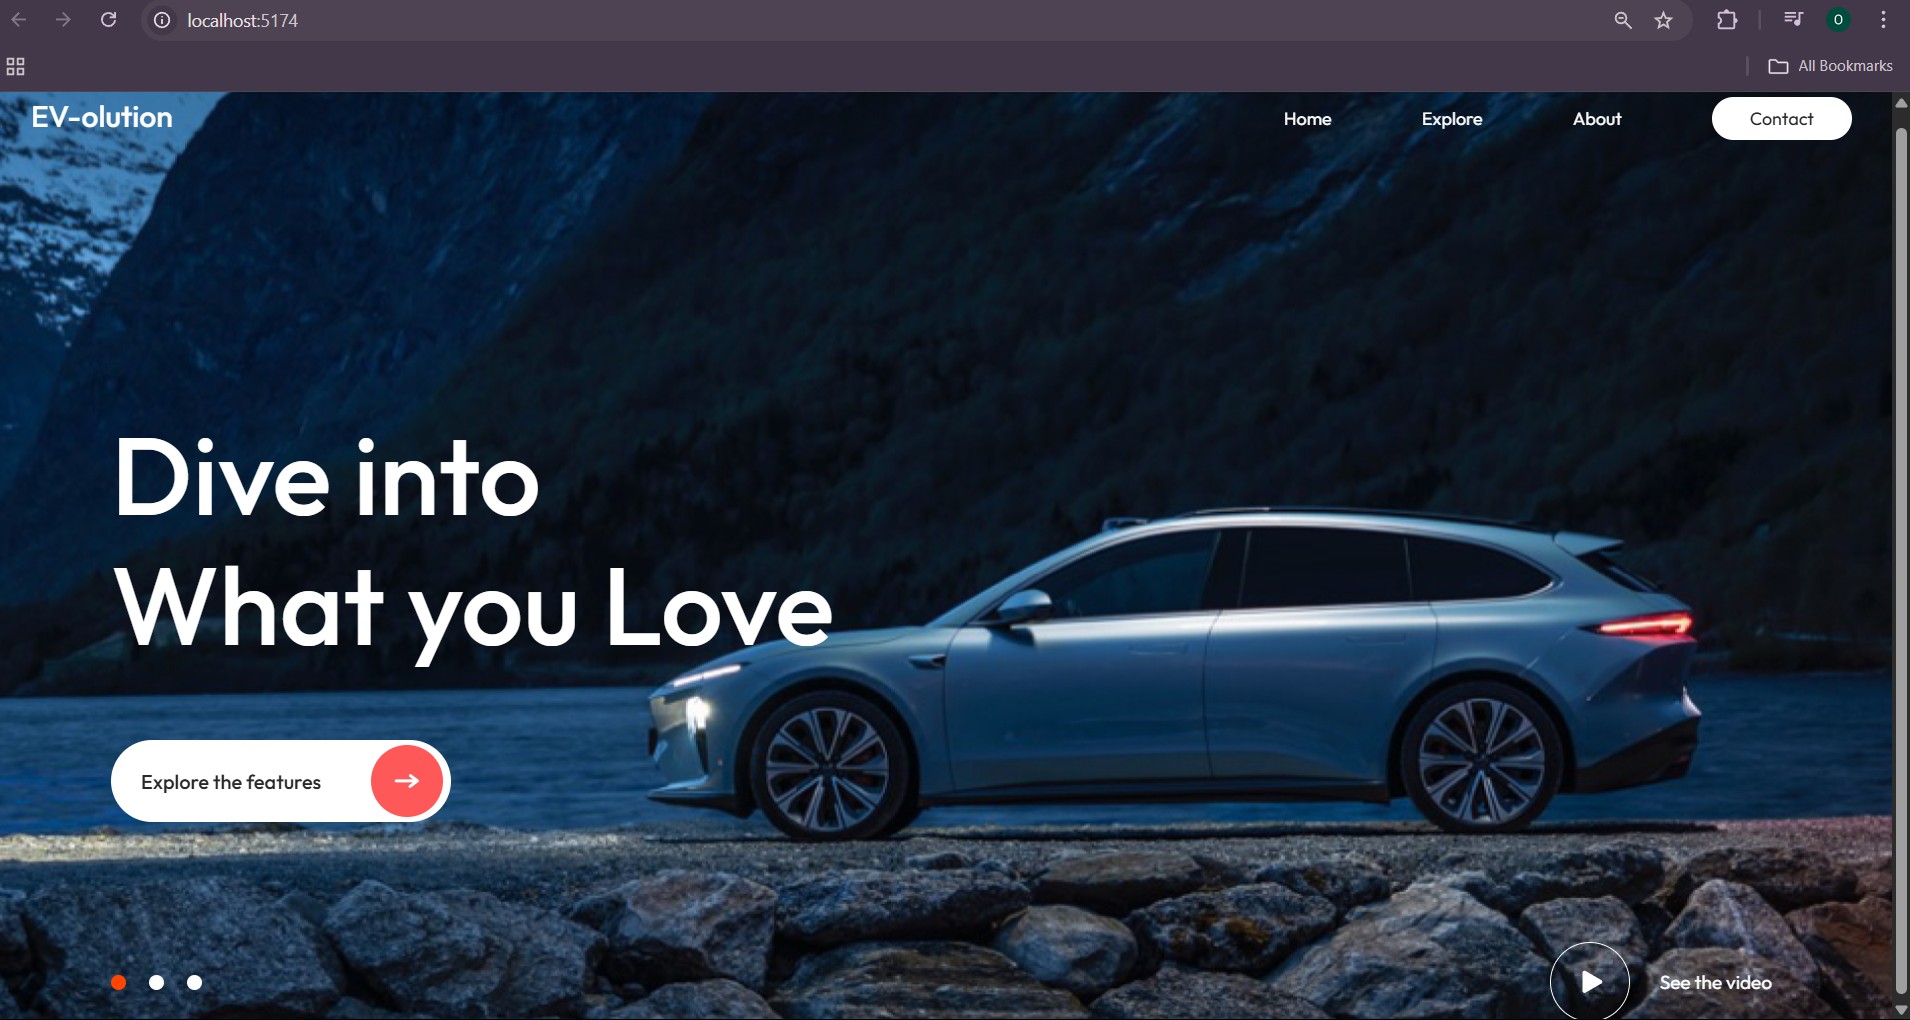 localhost:5174
O
All Bookmarks
EV-olution
Home
Explore
About
Contact
Dive into
What you Love
Explore the features
See the video